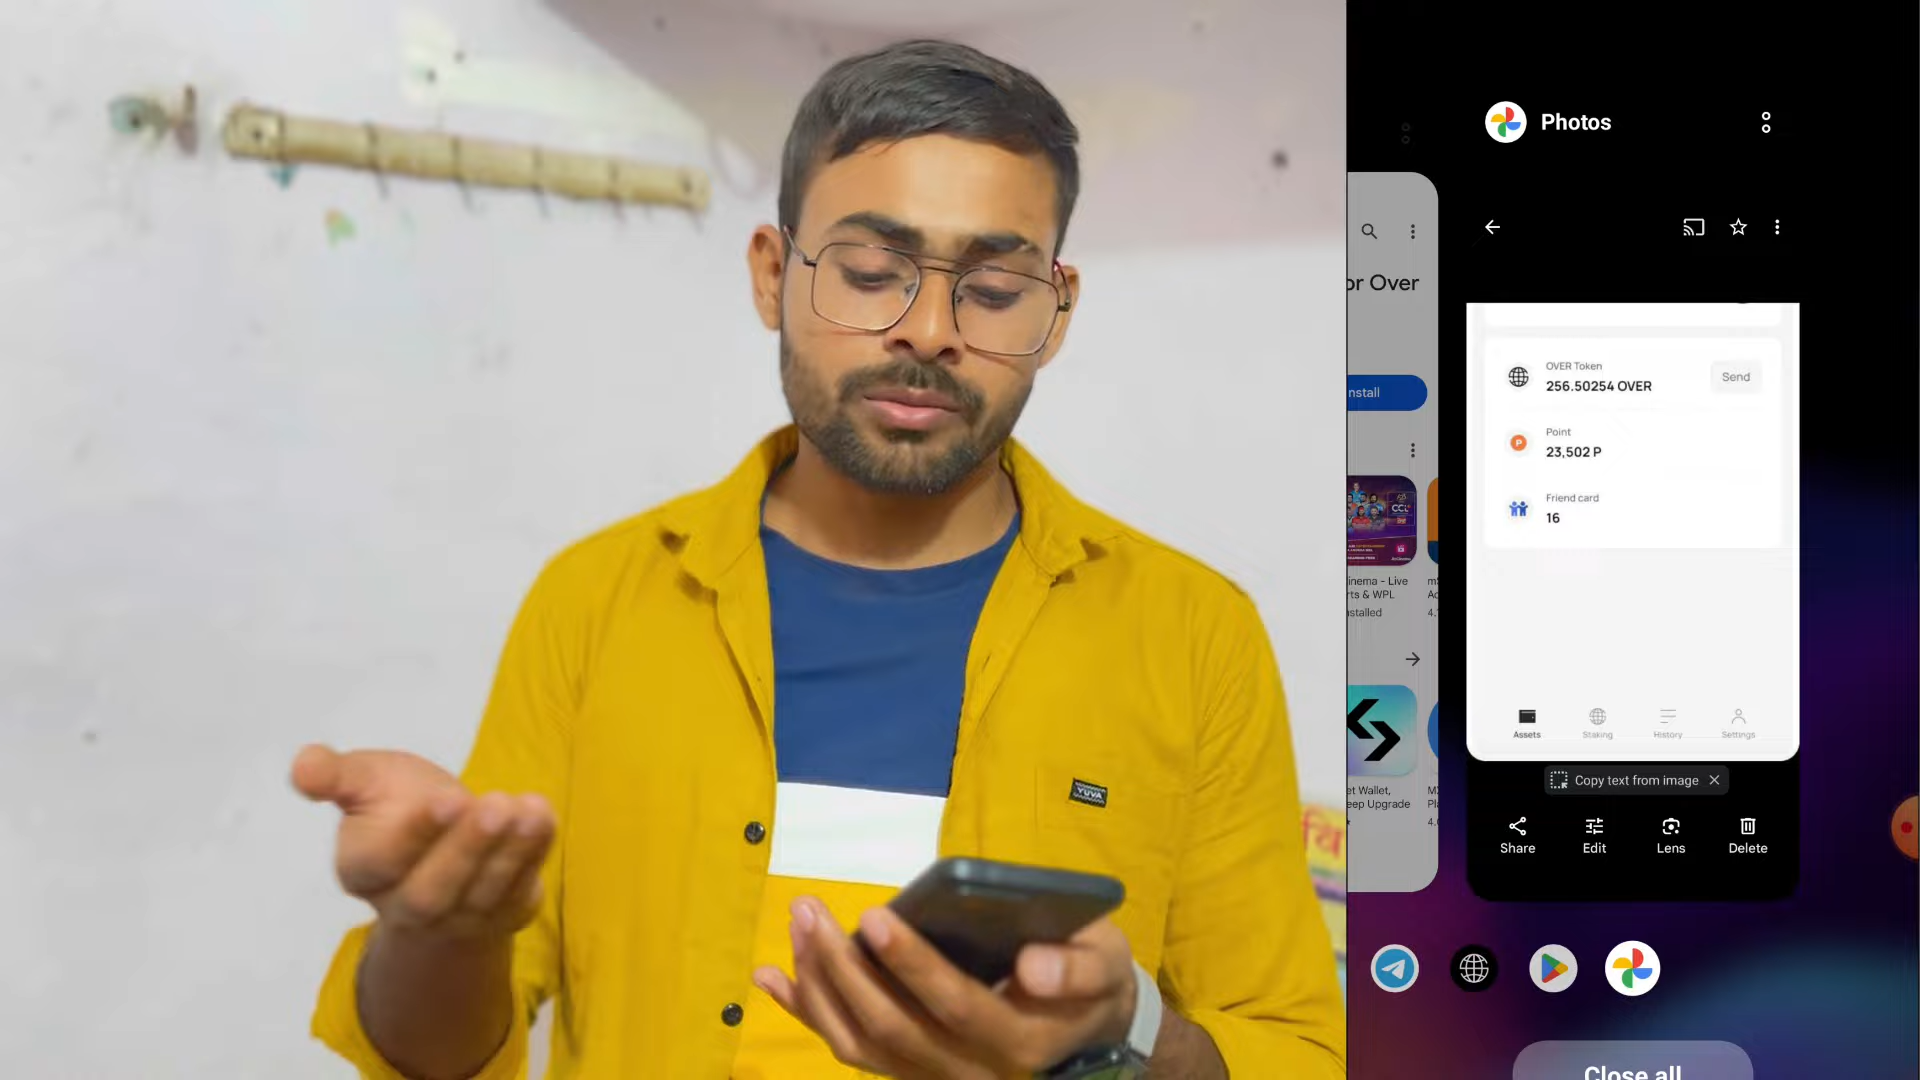 Photos
or Over
nstall
inema - Live
rts & WPL
stalled
et Wallet,
eep Upgrade
OVER Token
256.50254 OVER
Send
Point
23,502 P
Friend card
16
Assets
Staking
History
Settings
Copy text from image
Share
Edit
Lens
Delete
Close all
YUVA
CCL
वि